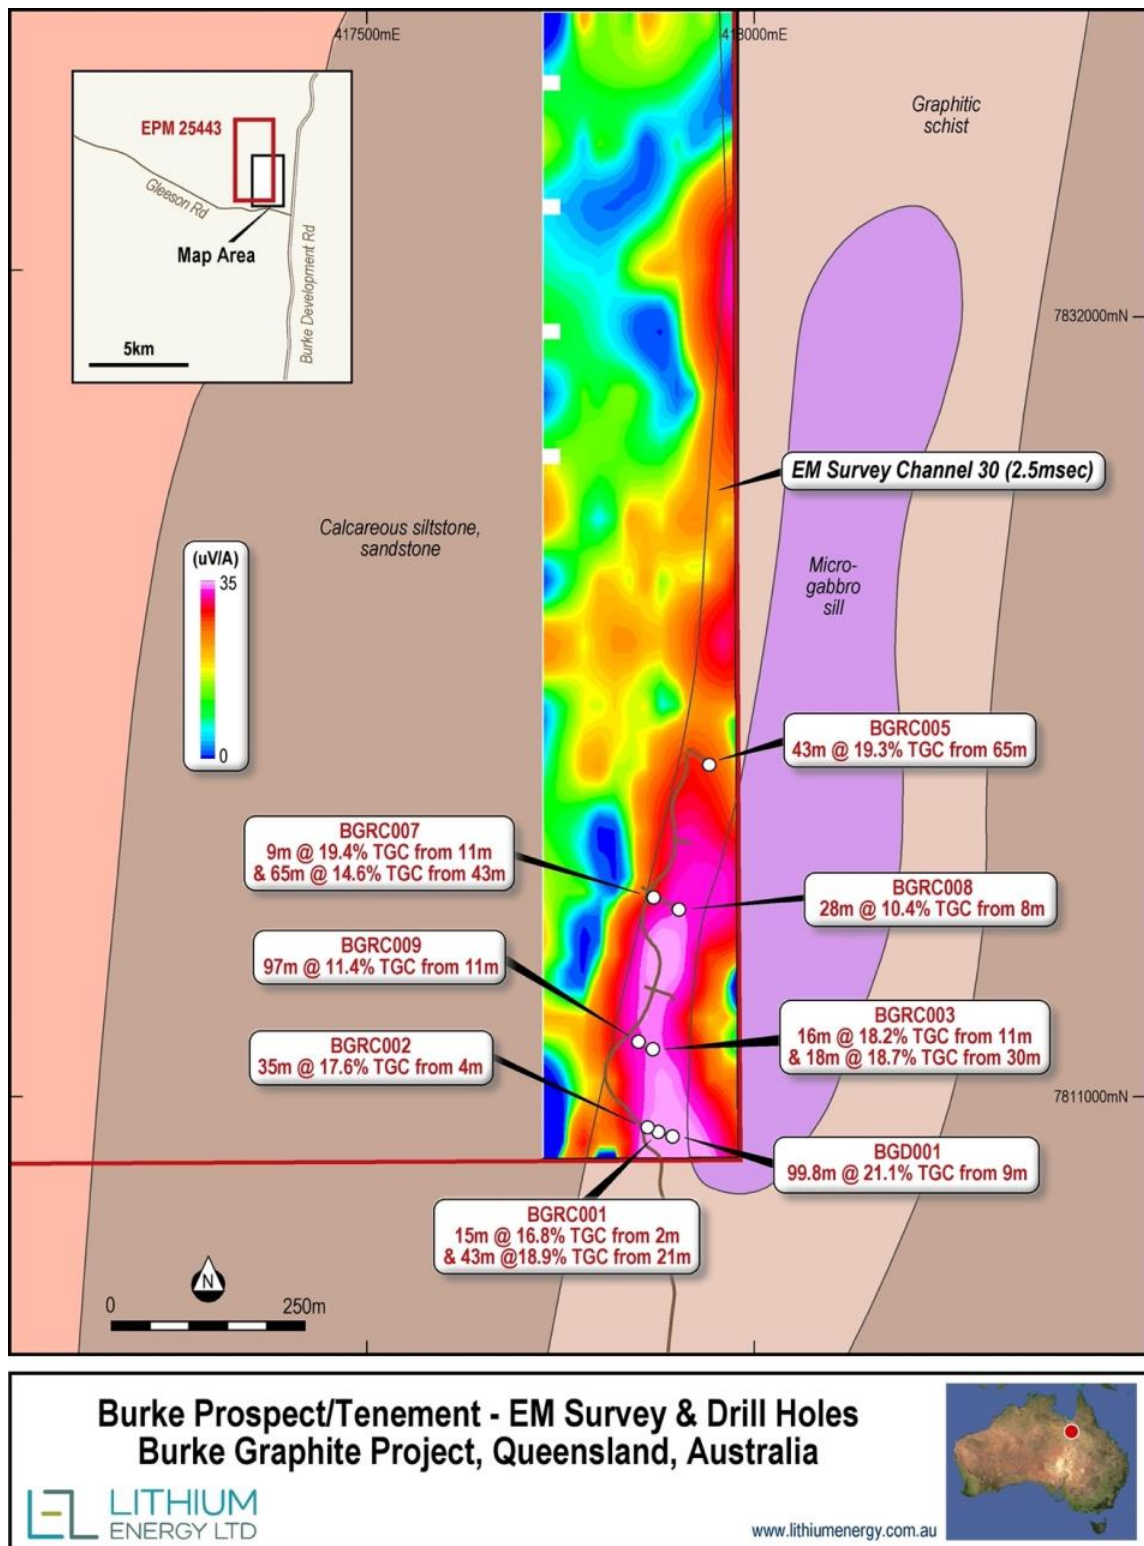 417500mE
418000mE
EPM 25443
Gleeson Rd
Map Area
Burke Development Rd
5km
Graphitic
schist
7832000mN
EM Survey Channel 30 (2.5msec)
Calcareous siltstone,
sandstone
Micro-
gabbro
sill
(uV/A)
35
0
BGRC005
43m @ 19.3% TGC from 65m
BGRC007
9m @ 19.4% TGC from 11m
& 65m @ 14.6% TGC from 43m
BGRC008
28m @ 10.4% TGC from 8m
BGRC009
97m @ 11.4% TGC from 11m
BGRC003
16m @ 18.2% TGC from 11m
& 18m @ 18.7% TGC from 30m
BGRC002
35m @ 17.6% TGC from 4m
7811000mN
BGD001
99.8m @ 21.1% TGC from 9m
BGRC001
15m @ 16.8% TGC from 2m
& 43m @18.9% TGC from 21m
N
0 250m
Burke Prospect/Tenement - EM Survey & Drill Holes
Burke Graphite Project, Queensland, Australia
LITHIUM
ENERGY LTD
www.lithiumenergy.com.au